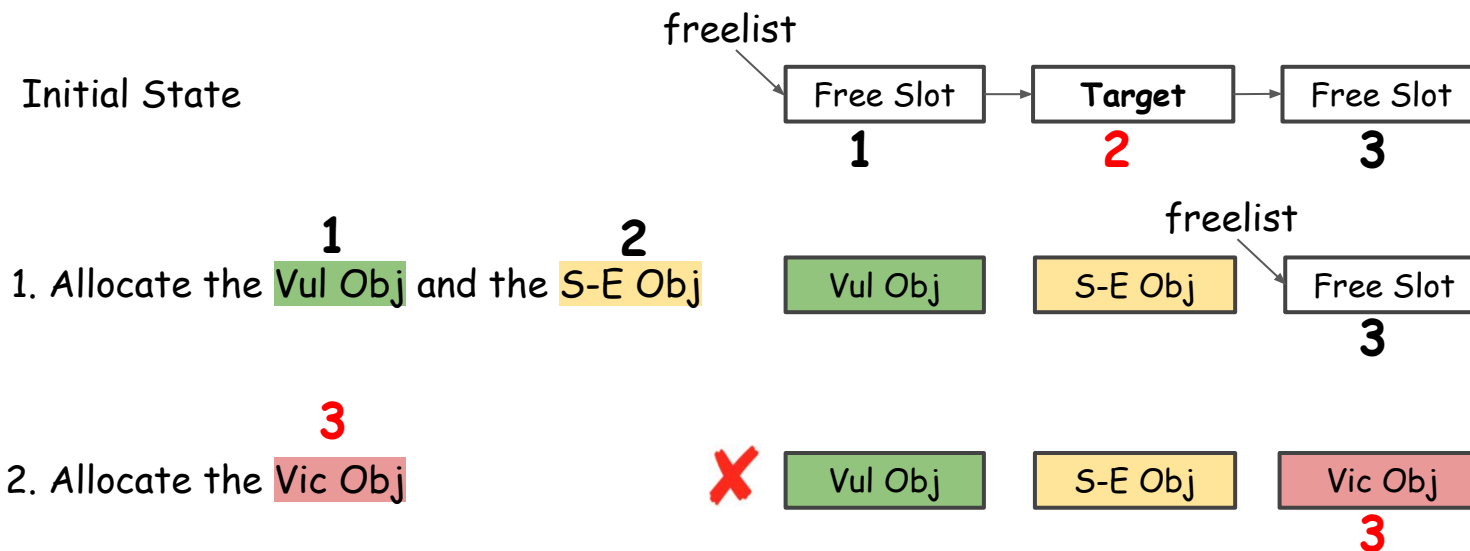 freelist
Initial State
Free Slot Target Free Slot
1 2 3
freelist
1 2
1. Allocate the Vul Obj and the S-E Obj
Vul Obj S-E Obj Free Slot
3
3
2. Allocate the Vic Obj
✘ Vul Obj S-E Obj Vic Obj
3